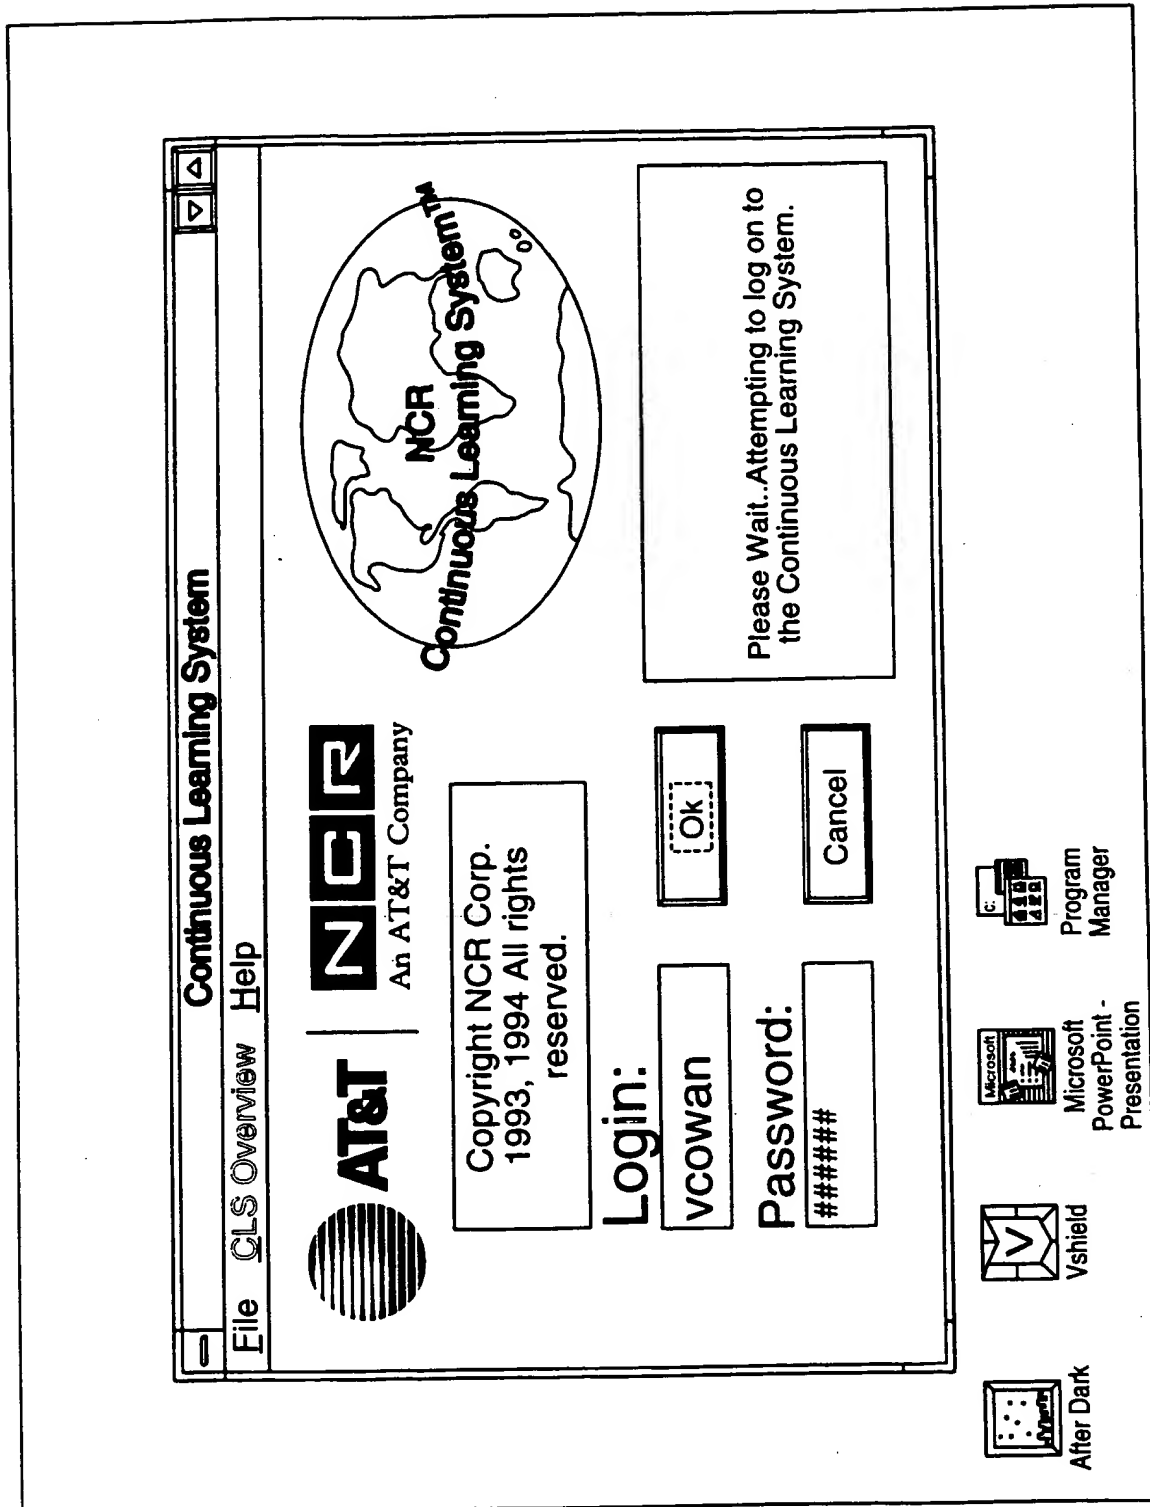 Continuous Learning System
File CLS Overview Help
AT&T
NCR
An AT&T Company
NCR
Continuous Learning System™
Copyright NCR Corp.
1993, 1994 All rights
reserved.
Login:
vcowan
Ok
Password:
######
Cancel
Please Wait..Attempting to log on to
the Continuous Learning System.
After Dark
V
Vshield
Microsoft
Microsoft
PowerPoint -
Presentation
C:
Program
Manager